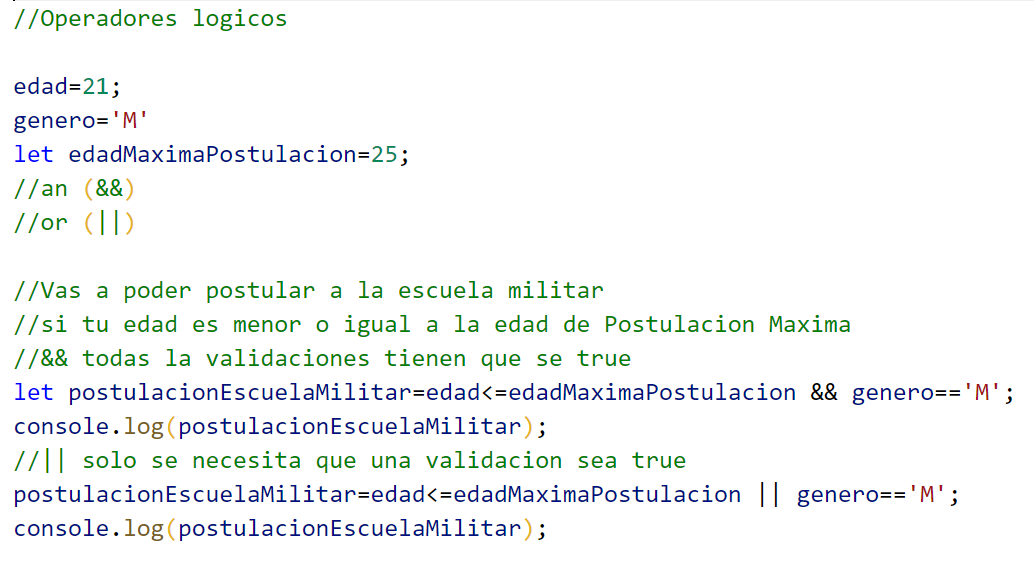 //Operadores logicos
edad=21;
genero='M'
let edadMaximaPostulacion=25;
//an (&&)
//or (||)
//Vas a poder postular a la escuela militar
//si tu edad es menor o igual a la edad de Postulacion Maxima
//&& todas la validaciones tienen que se true
let postulacionEscuelaMilitar=edad<=edadMaximaPostulacion && genero=='M';
console.log(postulacionEscuelaMilitar);
//|| solo se necesita que una validacion sea true
postulacionEscuelaMilitar=edad<=edadMaximaPostulacion || genero=='M';
console.log(postulacionEscuelaMilitar);